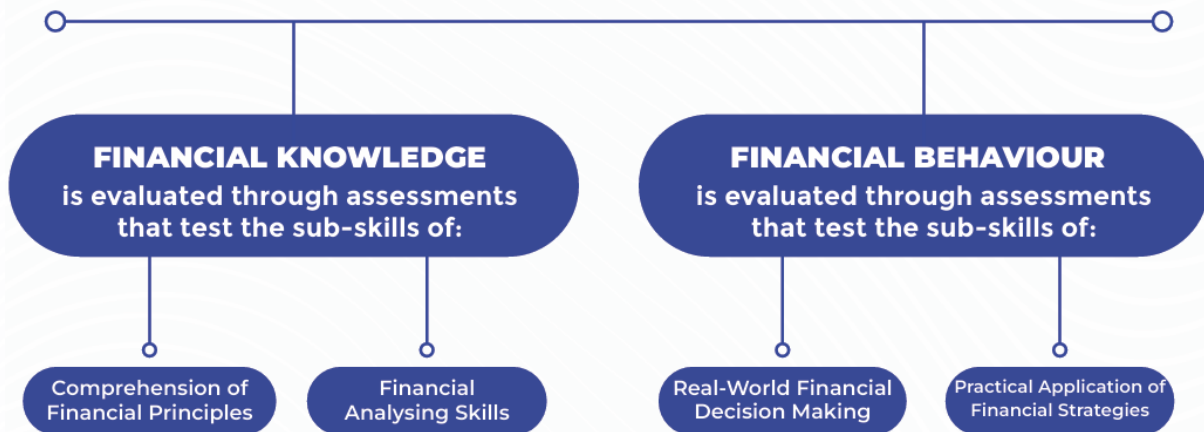 FINANCIAL KNOWLEDGE
is evaluated through assessments
that test the sub-skills of:
Comprehension of
Financial Principles
Financial
Analysing Skills
FINANCIAL BEHAVIOUR
is evaluated through assessments
that test the sub-skills of:
Real-World Financial
Decision Making
Practical Application of
Financial Strategies